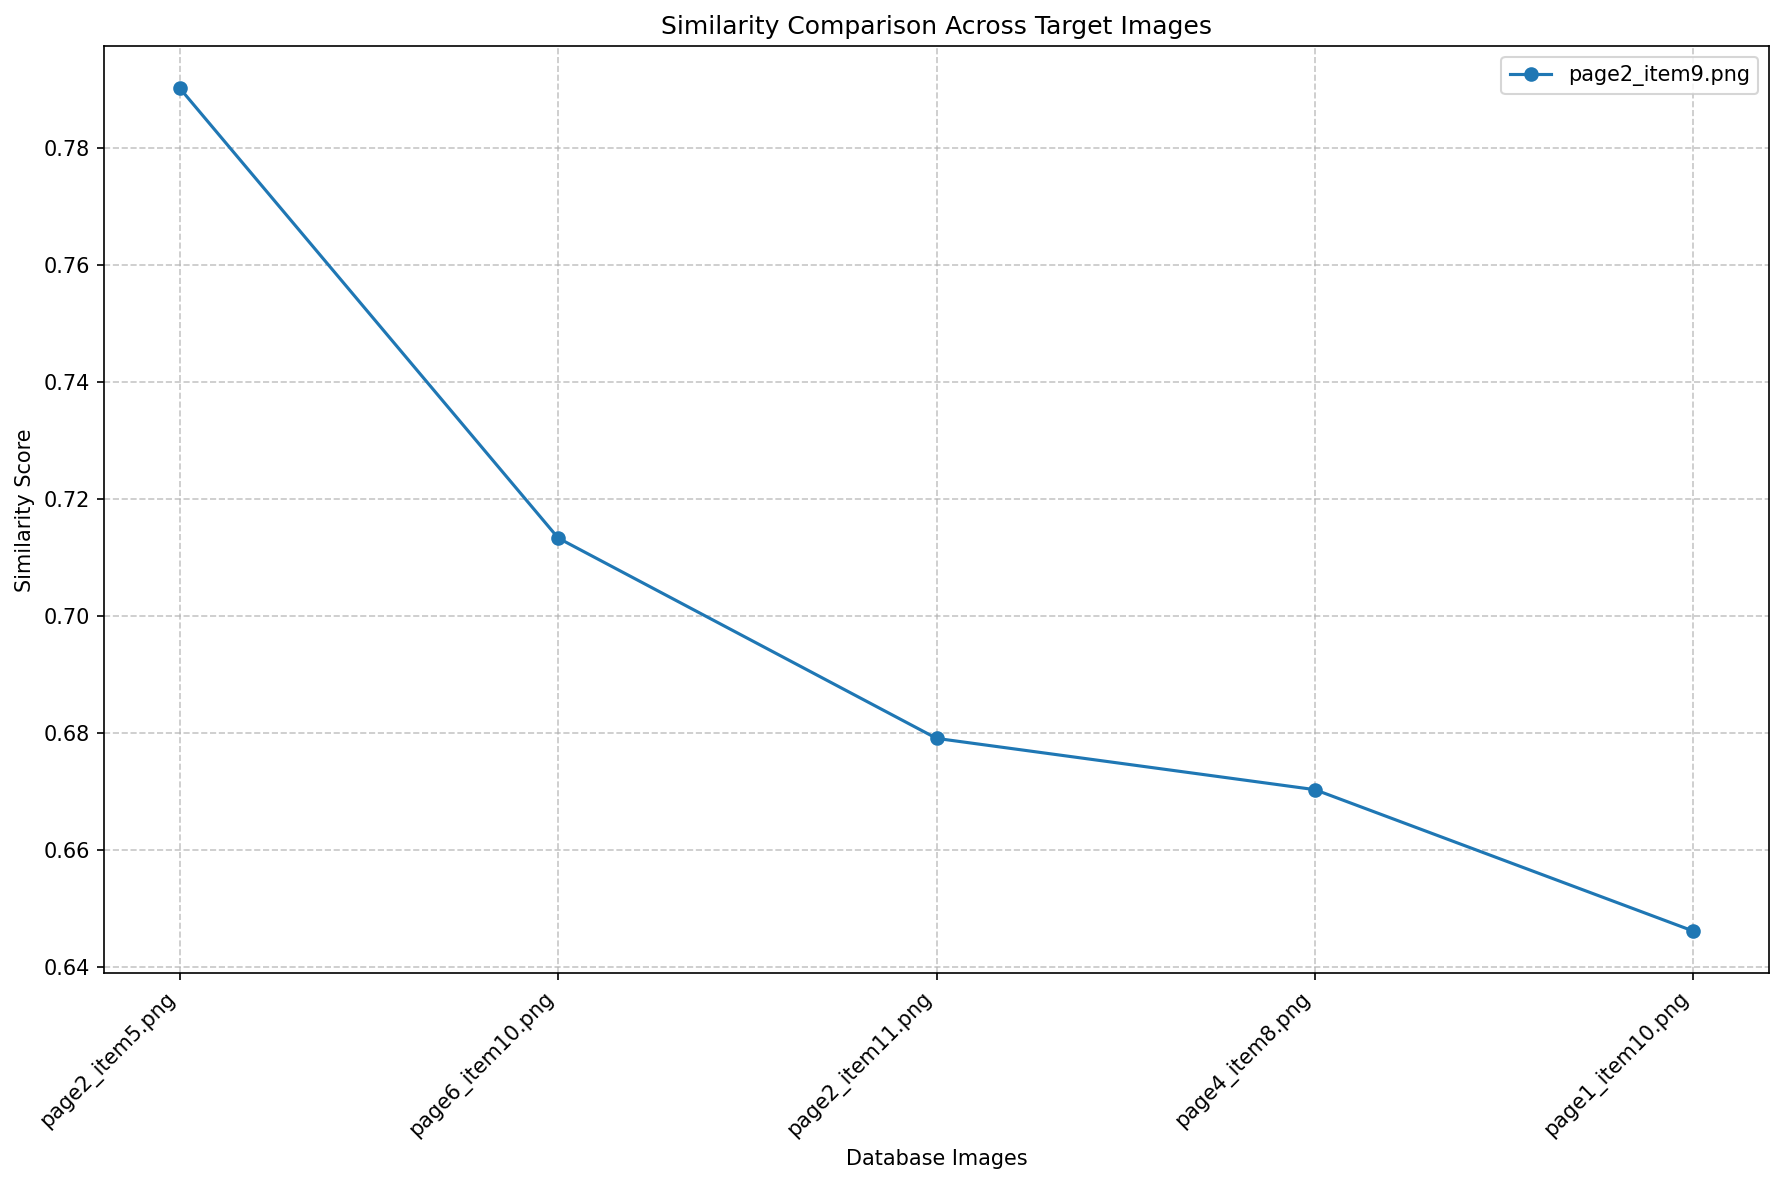 Similarity Comparison Across Target Images
page2_item9.png
Similarity Score
0.78
0.76
0.74
0.72
0.70
0.68
0.66
0.64
page2_item5.png
page6_item10.png
page2_item11.png
page4_item8.png
page1_item10.png
Database Images